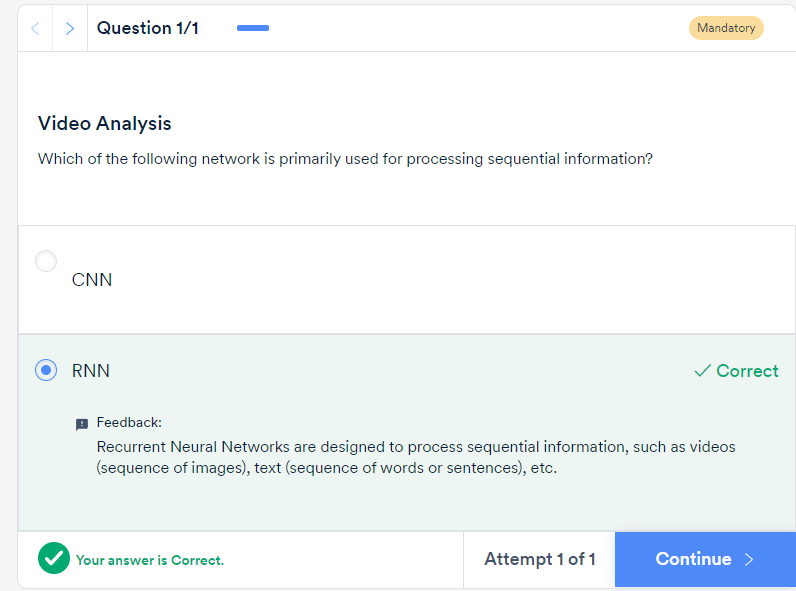 Question 1/1
Mandatory
Video Analysis
Which of the following network is primarily used for processing sequential information?
CNN
RNN
Correct
Feedback:
Recurrent Neural Networks are designed to process sequential information, such as videos
(sequence of images), text (sequence of words or sentences), etc.
Your answer is Correct.
Attempt 1 of 1
Continue